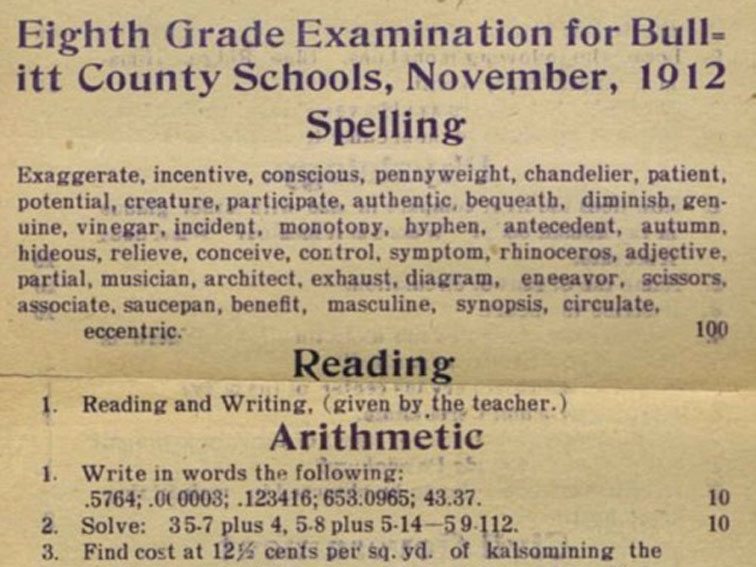 Eighth Grade Examination for Bull=
itt County Schools, November, 1912
Spelling
Exaggerate, incentive, conscious, pennyweight, chandelier, patient,
potential, creature, participate, authentic, bequeath, diminish, gen-
uine, vinegar, incident, monotony, hyphen, antecedent, autumn,
hideous, relieve, conceive, control, symptom, rhinoceros, adjective,
partial, musician, architect, exhaust, diagram, eneeavor, scissors,
associate, saucepan, benefit, masculine, synopsis, circulate,
eccentric. 100
Reading
1. Reading and Writing, (given by the teacher.)
Arithmetic
1. Write in words the following:
.5764; .000003; .123416; 653.0965; 43.37. 10
2. Solve: 35-7 plus 4, 5-8 plus 5-14—59-112. 10
3. Find cost at 12½ cents per sq. yd. of kalsomining the